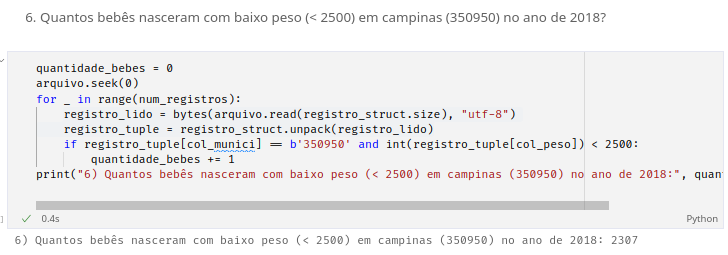 6. Quantos bebês nasceram com baixo peso (< 2500) em campinas (350950) no ano de 2018?
quantidade_bebes = 0
arquivo.seek(0)
for _ in range(num_registros):
    registro_lido = bytes(arquivo.read(registro_struct.size), "utf-8")
    registro_tuple = registro_struct.unpack(registro_lido)
    if registro_tuple[col_munici] == b'350950' and int(registro_tuple[col_peso]) < 2500:
        quantidade_bebes += 1
print("6) Quantos bebês nasceram com baixo peso (< 2500) em campinas (350950) no ano de 2018:", quan
0.4s
Python
6) Quantos bebês nasceram com baixo peso (< 2500) em campinas (350950) no ano de 2018: 2307